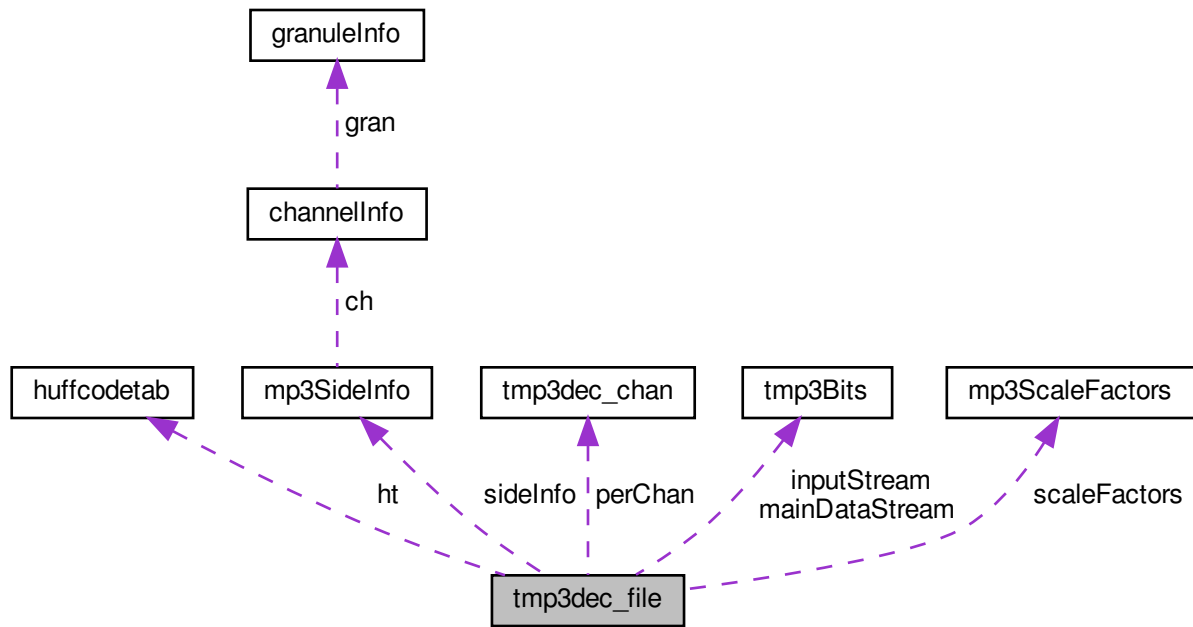 granuleInfo
gran
channelInfo
ch
huffcodetab
mp3SideInfo
tmp3dec_chan
tmp3Bits
mp3ScaleFactors
ht
sideInfo
perChan
inputStream
mainDataStream
scaleFactors
tmp3dec_file